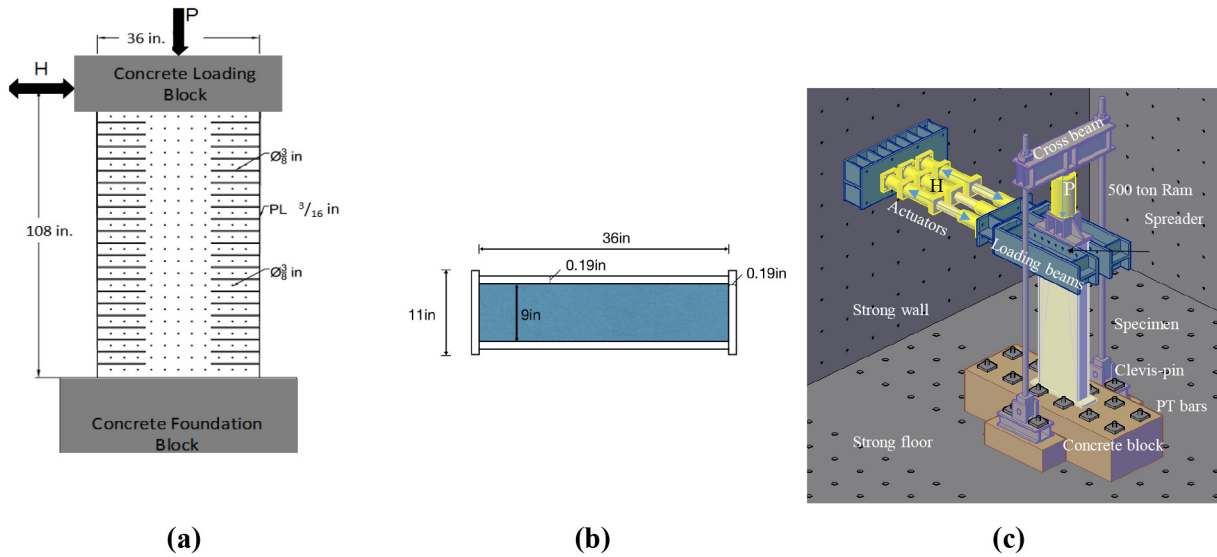 P
36 in.
H
Concrete Loading
Block
Ø3/8 in
PL 3/16 in
108 in.
Ø3/8 in
Concrete Foundation
Block
(a)
36in
0.19in
0.19in
11in
9in
(b)
Cross beam
H
P
500 ton Ram
Actuators
Spreader
Loading beams
Strong wall
Specimen
Clevis-pin
PT bars
Strong floor
Concrete block
(c)